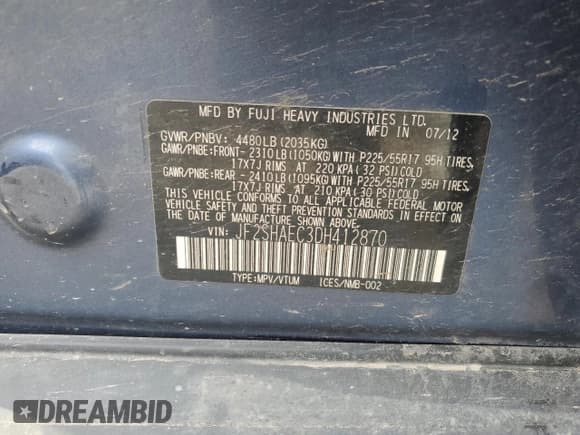 MFD BY FUJI HEAVY INDUSTRIES LTD.
MFD IN 07/12
GVWR/PNBV: 4480LB (2035KG)
GAWR/PNBE:FRONT- 2310LB(1050KG)WITH P225/55R17 95H TIRES,
17X7J RIMS AT 220 KPA(32 PSI)COLD
GAWR/PNBE:REAR - 2410LB(1095KG)WITH P225/55R17 95H TIRES,
17X7J RIMS AT 210 KPA(30 PSI)COLD
THIS VEHICLE CONFORMS TO ALL APPLICABLE FEDERAL MOTOR
VEHICLE SAFETY AND THEFT PREVENTION STANDARDS
IN EFFECT ON THE DATE OF
MANUFACTURE SHOWN ABOVE.
VIN: JF2SHAEC3DH412870
TYPE:MPV/VTUM ICES/NMB-002
DREAMBID